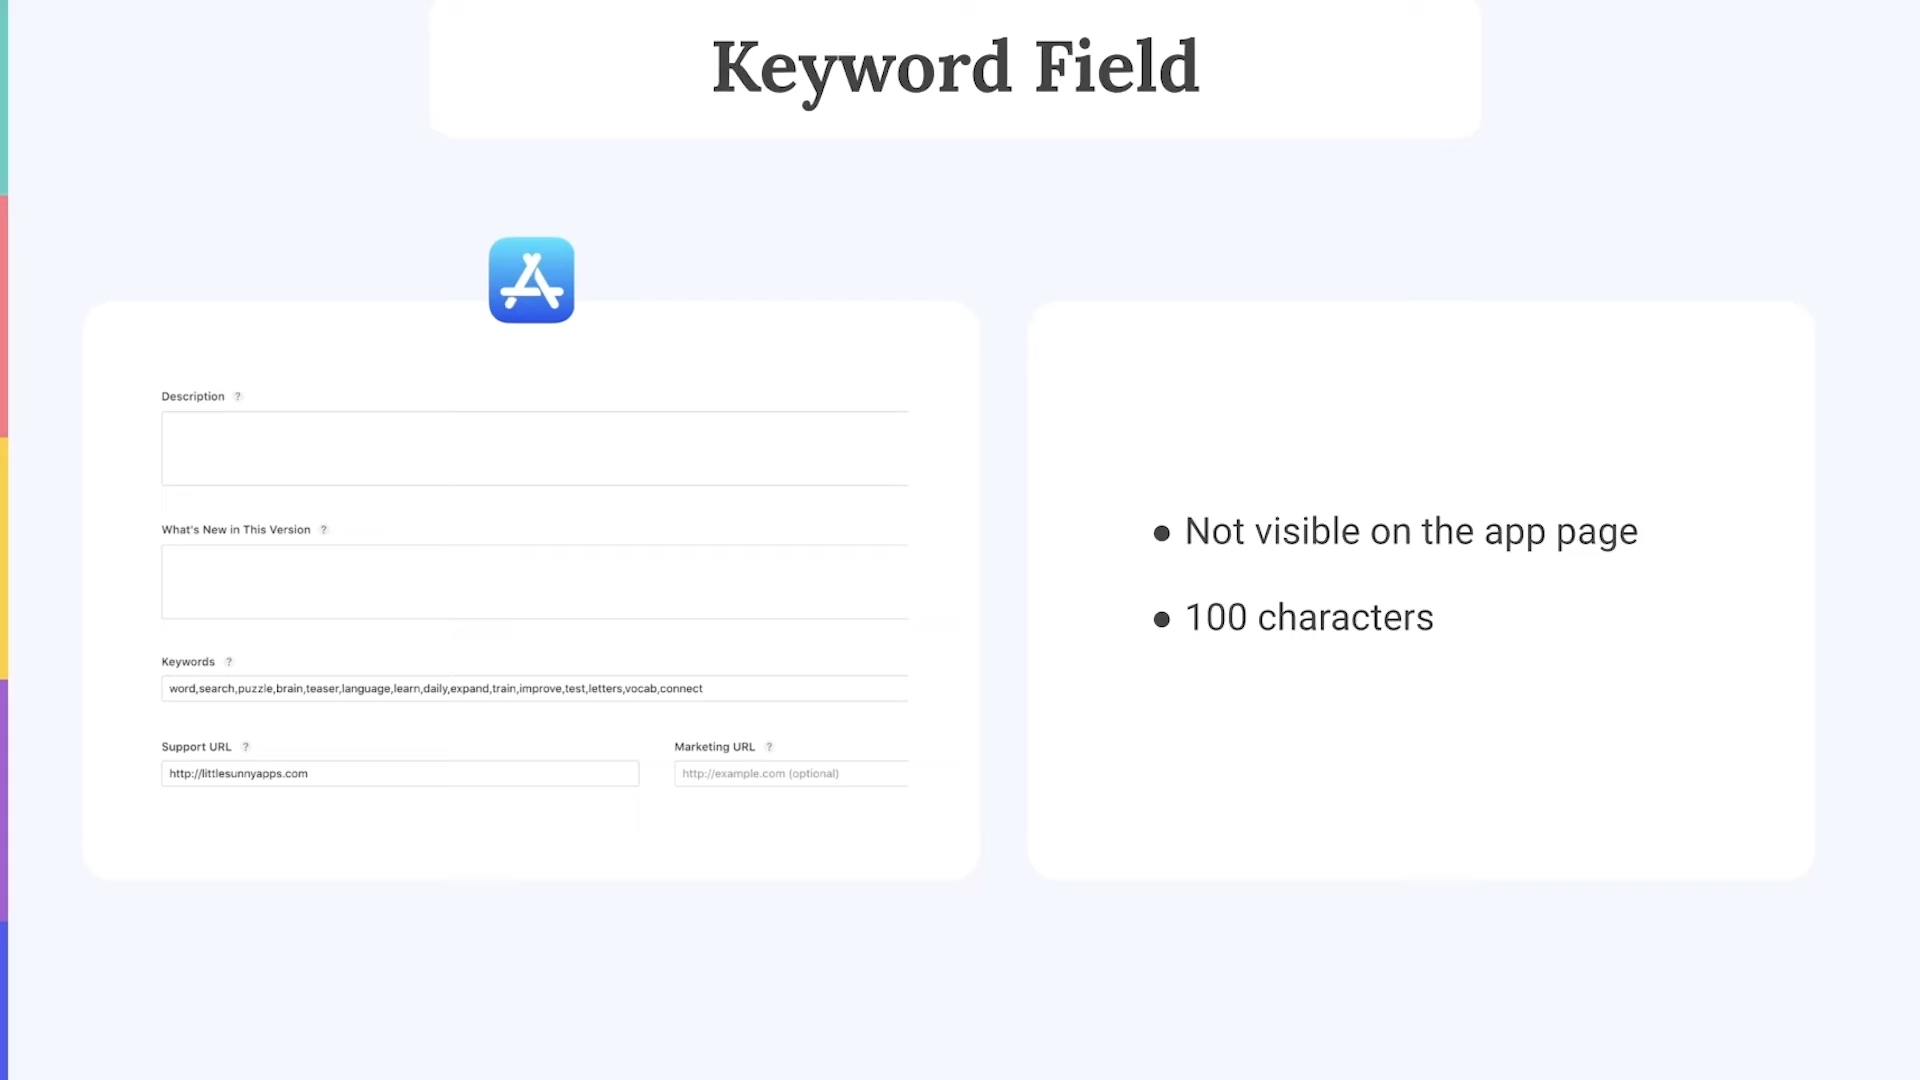 Keyword Field
Description ?
What's New in This Version ?
Keywords ?
word,search,puzzle,brain,teaser,language,learn,daily,expand,train,improve,test,letters,vocab,connect
Support URL ?
http://littlesunnyapps.com
Marketing URL ?
http://example.com (optional)
● Not visible on the app page
● 100 characters